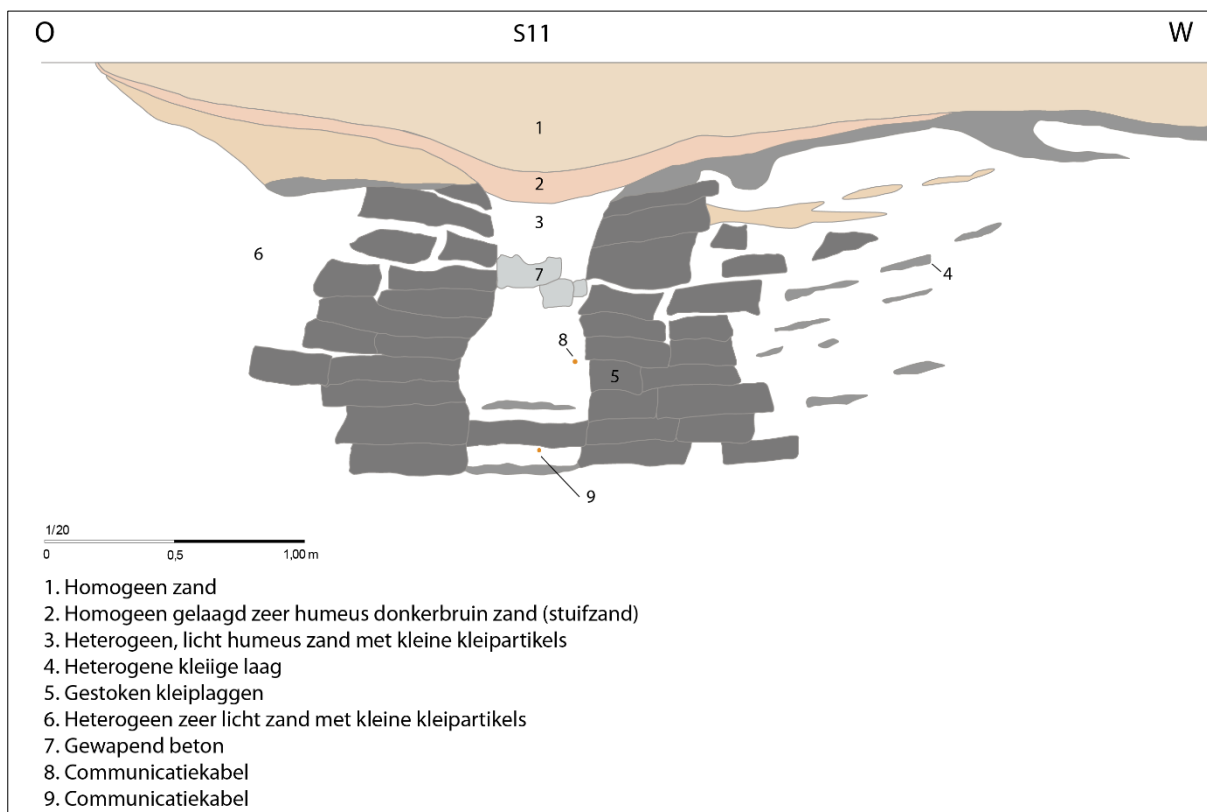 O S11 W
1
2
3
6
7
4
8
5
9
1/20
0 0,5 1,00 m
1. Homogeen zand
2. Homogeen gelaagd zeer humeus donkerbruin zand (stuifzand)
3. Heterogeen, licht humeus zand met kleine kleipartikels
4. Heterogene kleiige laag
5. Gestoken kleiplaggen
6. Heterogeen zeer licht zand met kleine kleipartikels
7. Gewapend beton
8. Communicatiekabel
9. Communicatiekabel